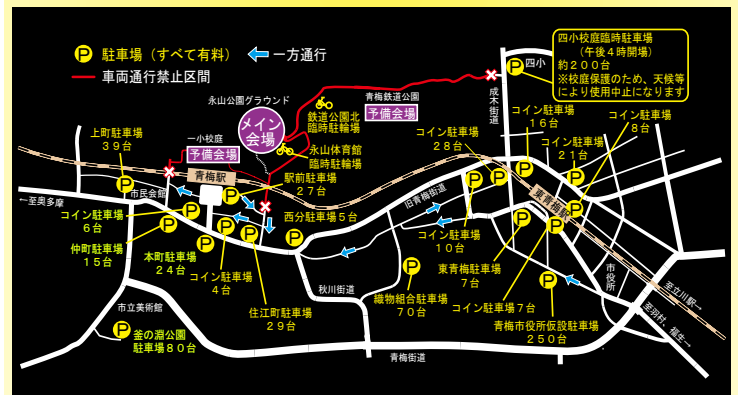 駐車場（すべて有料）
一方通行
車両通行禁止区間
四小校庭臨時駐車場
（午後４時開場）
約２００台
※校庭保護のため、天候等
により使用中止になります
四小
成木街道
永山公園グラウンド
メイン
会場
青梅鉄道公園
予備会場
鉄道公園北
臨時駐輪場
永山体育館
臨時駐輪場
一小校庭
予備会場
上町駐車場
３９台
青梅駅
駅前駐車場
２７台
コイン駐車場
２８台
コイン駐車場
１６台
コイン駐車場
８台
コイン駐車場
２１台
市民会館
←至奥多摩
コイン駐車場
６台
仲町駐車場
１５台
本町駐車場
２４台
コイン駐車場
４台
住江町駐車場
２９台
西分駐車場５台
旧青梅街道
コイン駐車場
１０台
東青梅駅
東青梅駐車場
７台
コイン駐車場７台
市役所
至立川駅→
至羽村、福生→
青梅市役所仮設駐車場
２５０台
織物組合駐車場
７０台
秋川街道
市立美術館
釜の淵公園
駐車場８０台
青梅街道